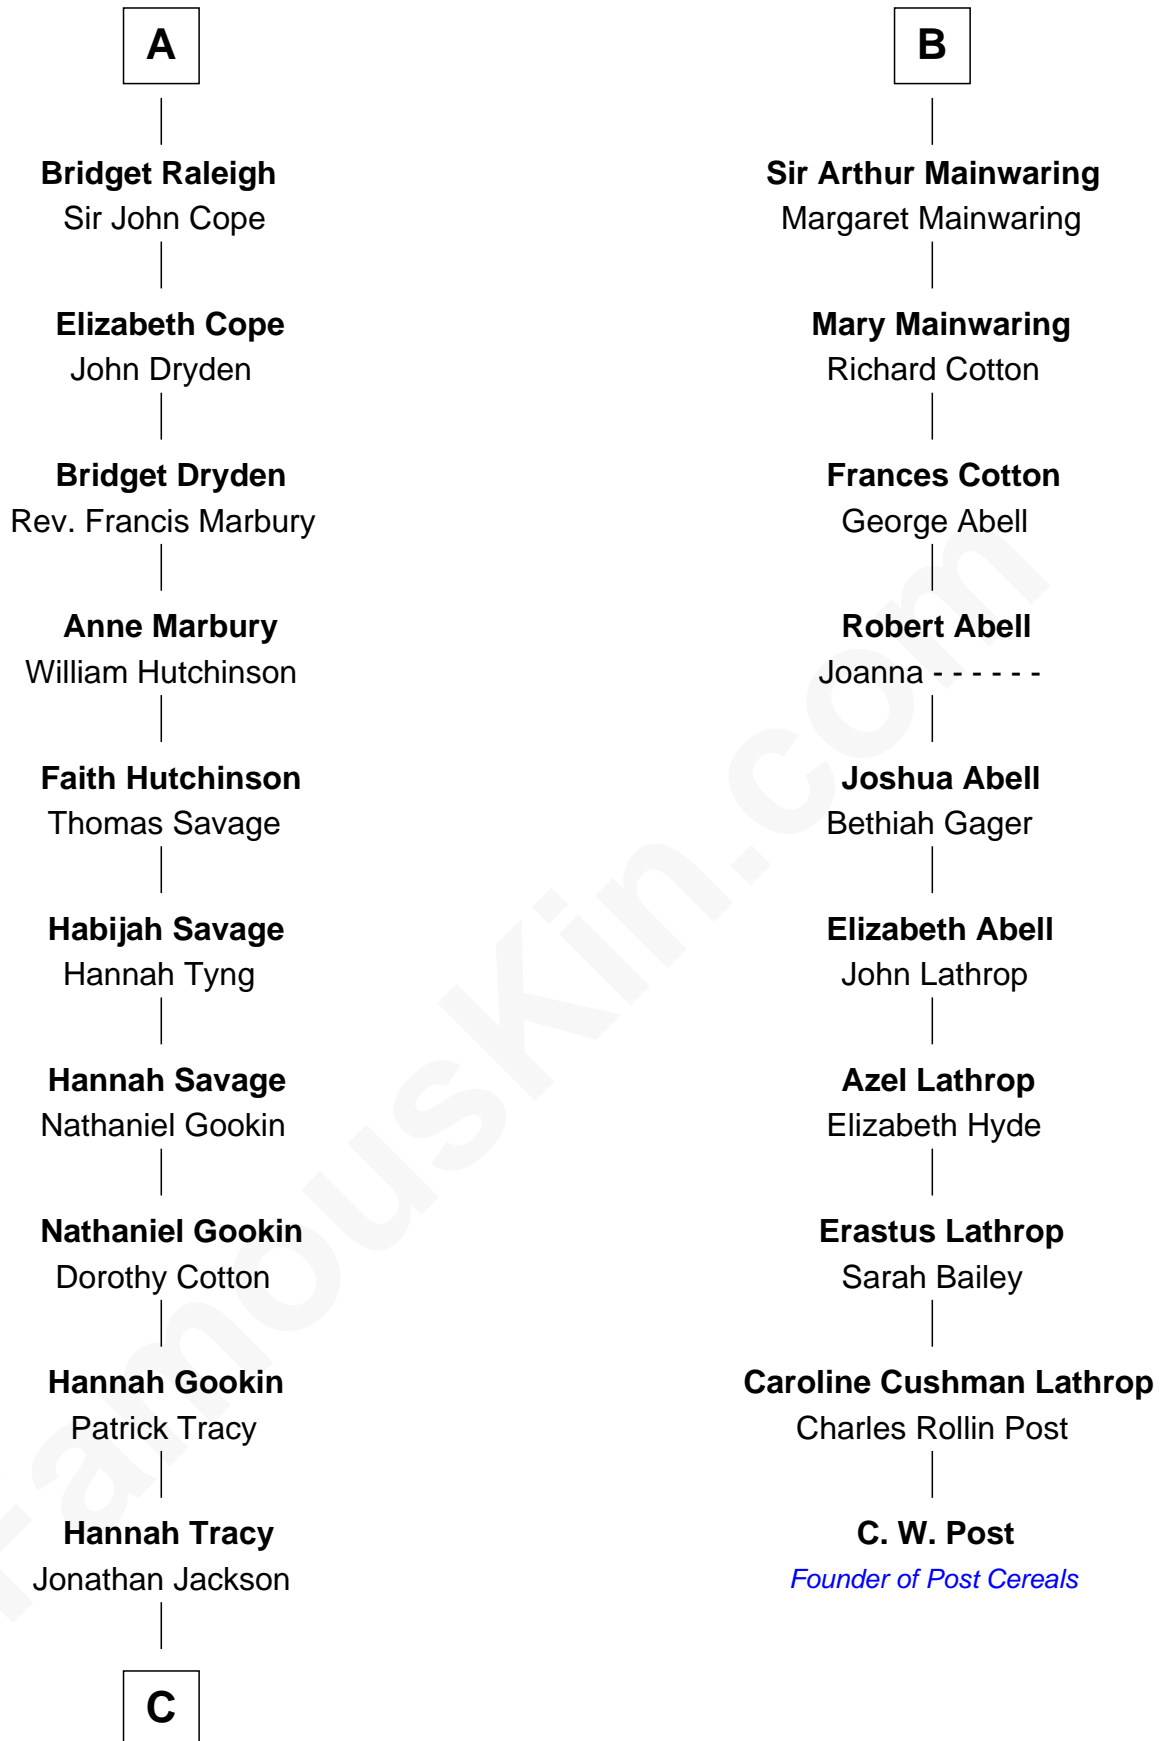 A
Bridget Raleigh
Sir John Cope
Elizabeth Cope
John Dryden
Bridget Dryden
Rev. Francis Marbury
Anne Marbury
William Hutchinson
Faith Hutchinson
Thomas Savage
Habijah Savage
Hannah Tyng
Hannah Savage
Nathaniel Gookin
Nathaniel Gookin
Dorothy Cotton
Hannah Gookin
Patrick Tracy
Hannah Tracy
Jonathan Jackson
C
B
Sir Arthur Mainwaring
Margaret Mainwaring
Mary Mainwaring
Richard Cotton
Frances Cotton
George Abell
Robert Abell
Joanna - - - - - -
Joshua Abell
Bethiah Gager
Elizabeth Abell
John Lathrop
Azel Lathrop
Elizabeth Hyde
Erastus Lathrop
Sarah Bailey
Caroline Cushman Lathrop
Charles Rollin Post
C. W. Post
Founder of Post Cereals
FamousKin.com